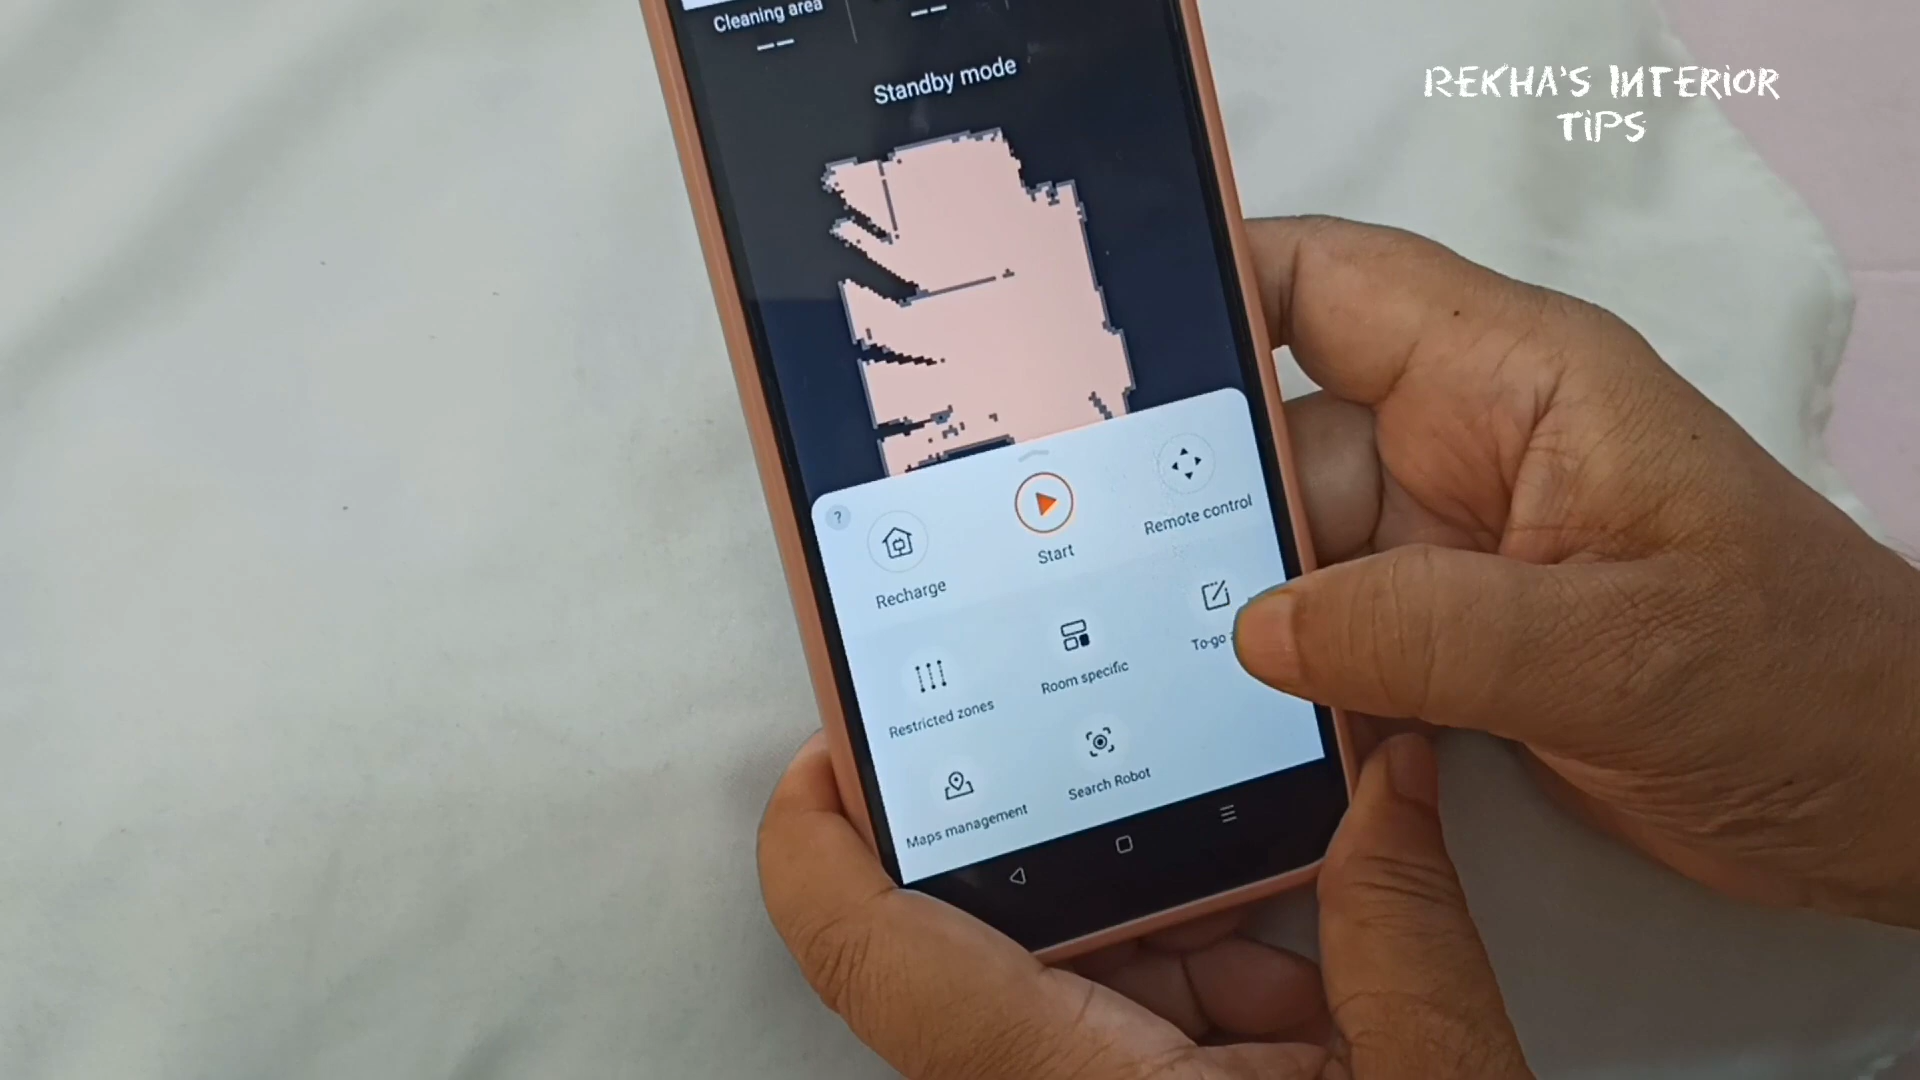 Cleaning area
Standby mode
REKHA'S INTERIOR
TIPS
?
Recharge
Start
Remote control
Restricted zones
Room specific
To-go
Maps management
Search Robot